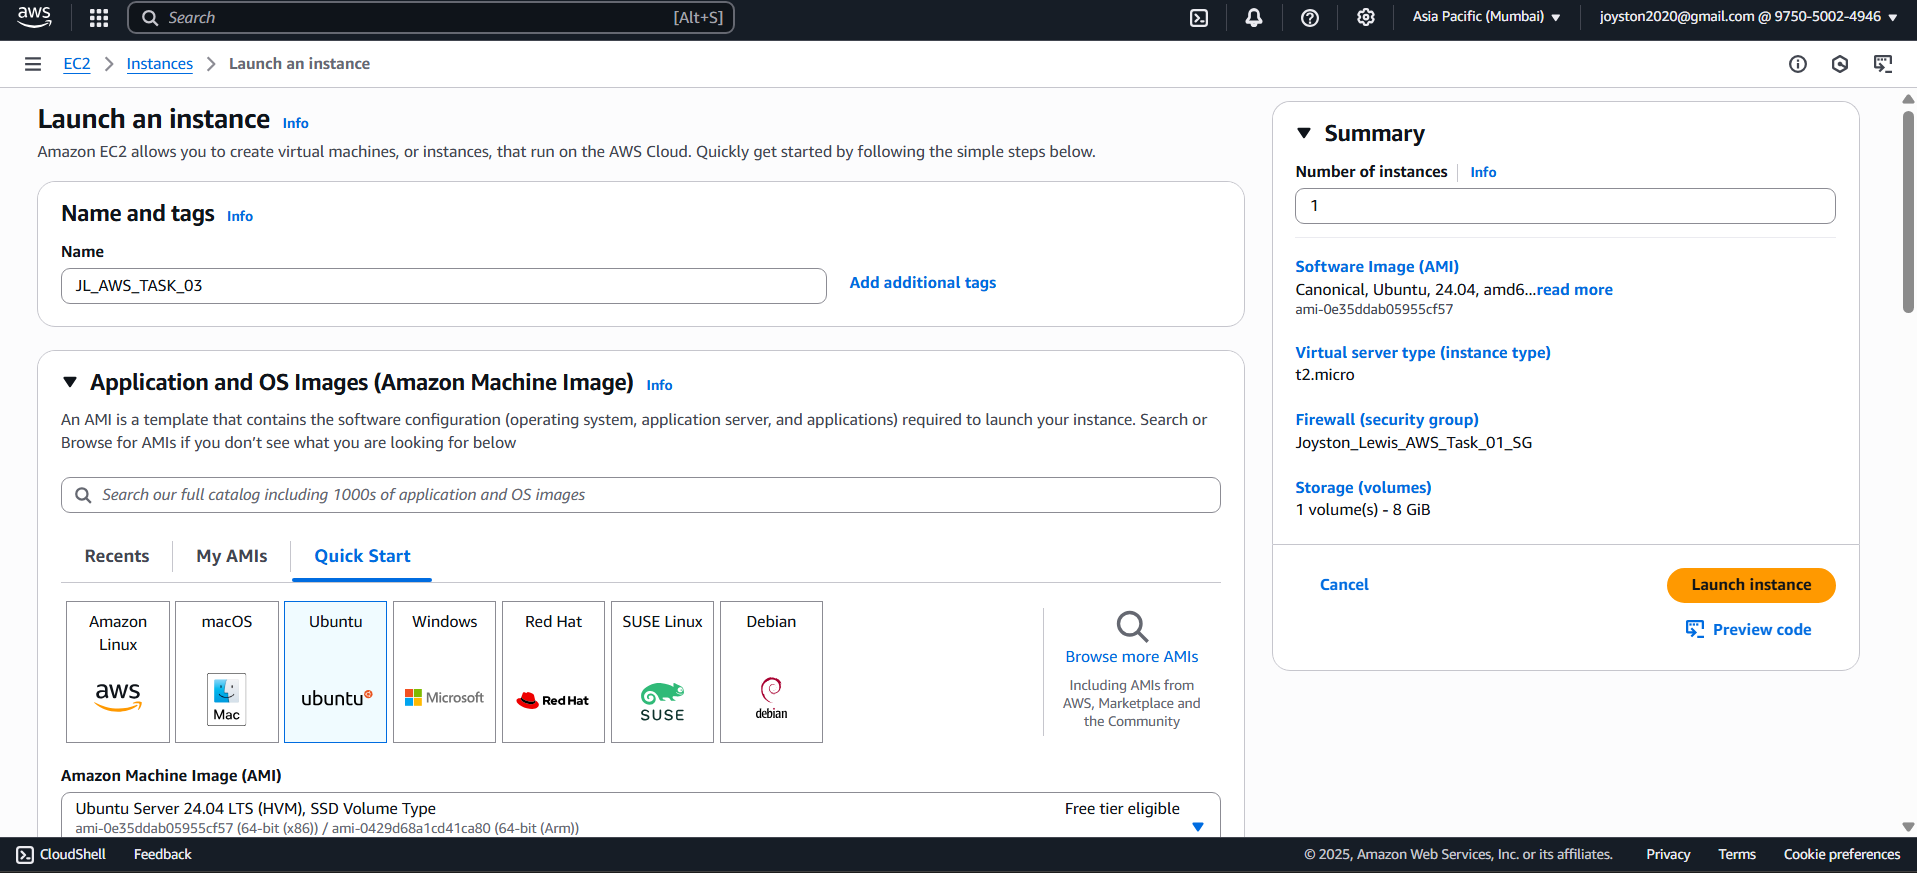 aws
Search [Alt+S]
Asia Pacific (Mumbai)
joyston2020@gmail.com @ 9750-5002-4946
EC2
Instances
Launch an instance
Launch an instance Info
Amazon EC2 allows you to create virtual machines, or instances, that run on the AWS Cloud. Quickly get started by following the simple steps below.
Name and tags Info
Name
JL_AWS_TASK_03
Add additional tags
Application and OS Images (Amazon Machine Image) Info
An AMI is a template that contains the software configuration (operating system, application server, and applications) required to launch your instance. Search or
Browse for AMIs if you don’t see what you are looking for below
Search our full catalog including 1000s of application and OS images
Recents
My AMIs
Quick Start
Amazon
Linux
aws
macOS
Mac
Ubuntu
ubuntu
Windows
Microsoft
Red Hat
Red Hat
SUSE Linux
SUSE
Debian
debian
Browse more AMIs
Including AMIs from
AWS, Marketplace and
the Community
Amazon Machine Image (AMI)
Ubuntu Server 24.04 LTS (HVM), SSD Volume Type
Free tier eligible
ami-0e35ddab05955cf57 (64-bit (x86)) / ami-0429d68a1cd41ca80 (64-bit (Arm))
Summary
Number of instances Info
1
Software Image (AMI)
Canonical, Ubuntu, 24.04, amd6...read more
ami-0e35ddab05955cf57
Virtual server type (instance type)
t2.micro
Firewall (security group)
Joyston_Lewis_AWS_Task_01_SG
Storage (volumes)
1 volume(s) - 8 GiB
Cancel
Launch instance
Preview code
CloudShell
Feedback
© 2025, Amazon Web Services, Inc. or its affiliates.
Privacy
Terms
Cookie preferences